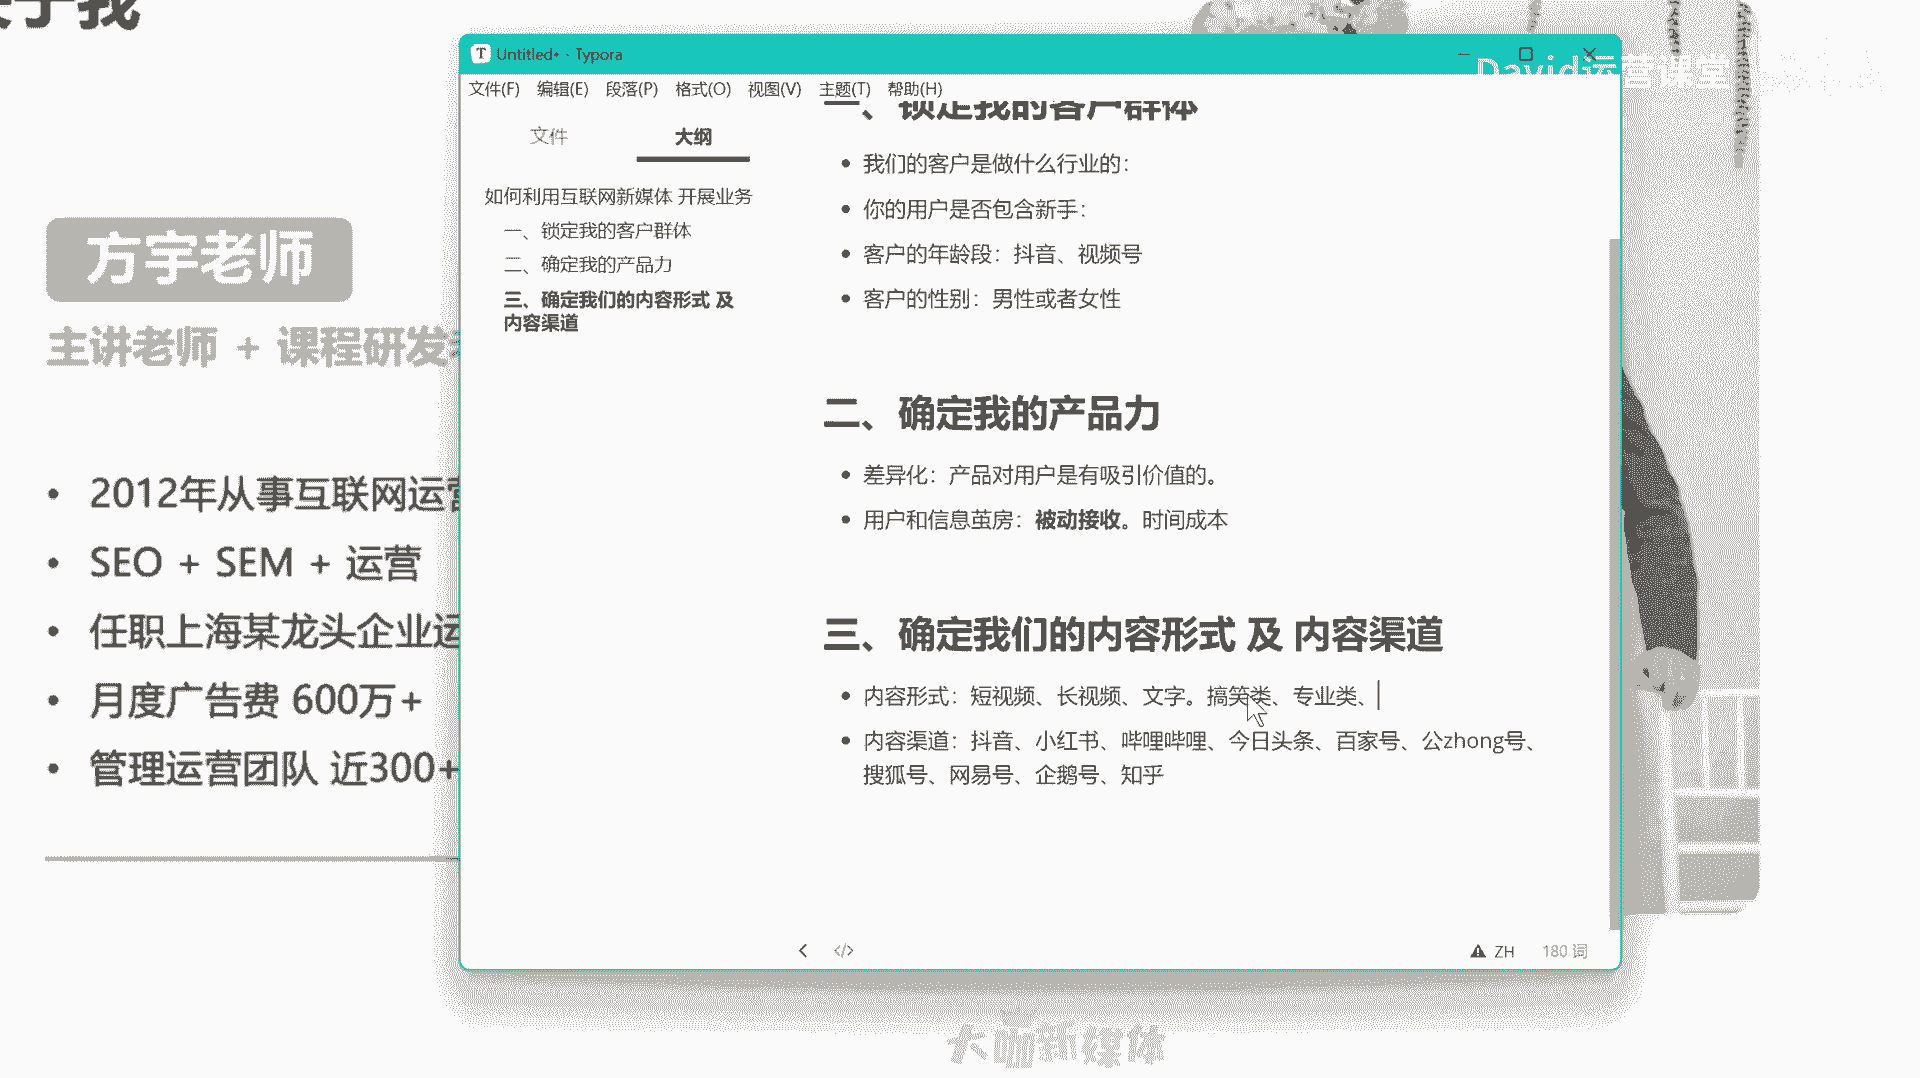 关于我
Untitled• - Typora
David运营课堂
文件(F) 编辑(E) 段落(P) 格式(O) 视图(V) 主题(T) 帮助(H)
文件 大纲
如何利用互联网新媒体 开展业务
一、锁定我的客户群体
二、确定我的产品力
三、确定我们的内容形式 及
内容渠道
一、锁定我的客户群体
我们的客户是做什么行业的：
你的用户是否包含新手：
客户的年龄段：抖音、视频号
客户的性别：男性或者女性
二、确定我的产品力
差异化：产品对用户是有吸引价值的。
用户和信息茧房：被动接收。时间成本
三、确定我们的内容形式 及 内容渠道
内容形式：短视频、长视频、文字。搞笑类、专业类、
内容渠道：抖音、小红书、哔哩哔哩、今日头条、百家号、公zhong号、
搜狐号、网易号、企鹅号、知乎
ZH 180 词
方宇老师
主讲老师 + 课程研发
2012年从事互联网运营
SEO + SEM + 运营
任职上海某龙头企业运
月度广告费 600万+
管理运营团队 近300+
大咖新媒体